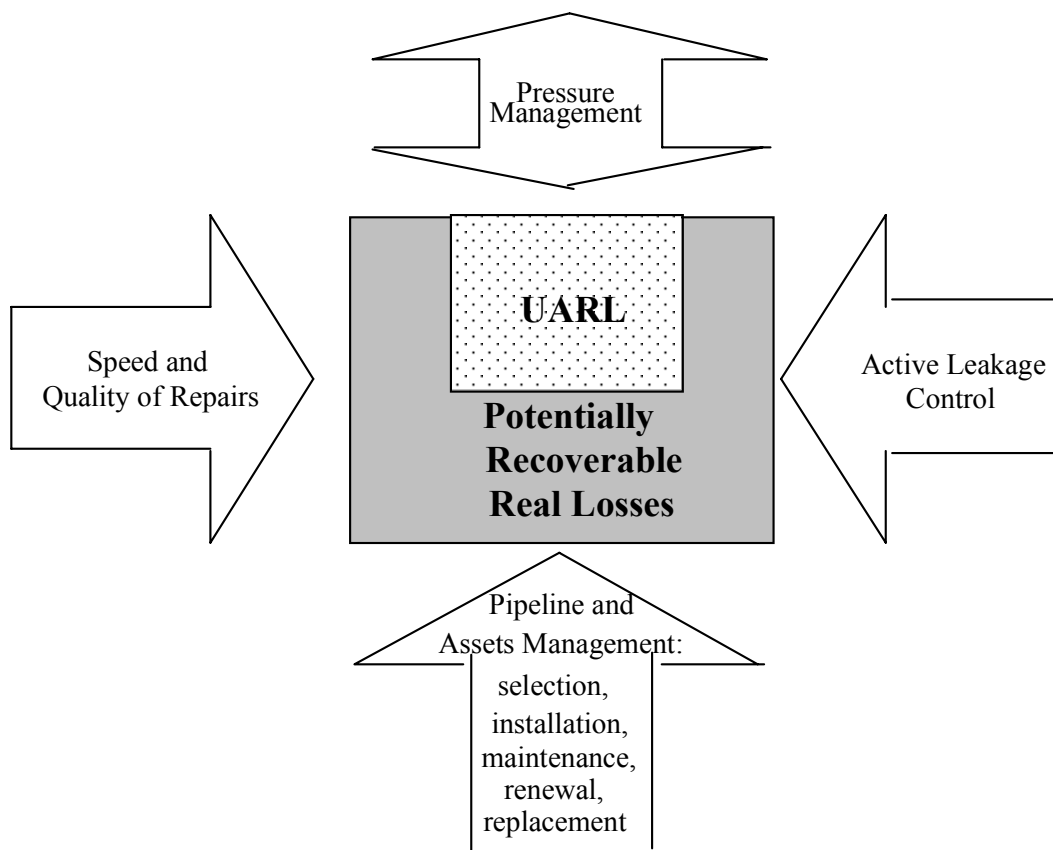 Pressure
Management
UARL
Speed and
Quality of Repairs
Active Leakage
Control
Potentially
Recoverable
Real Losses
Pipeline and
Assets Management:
selection,
installation,
maintenance,
renewal,
replacement